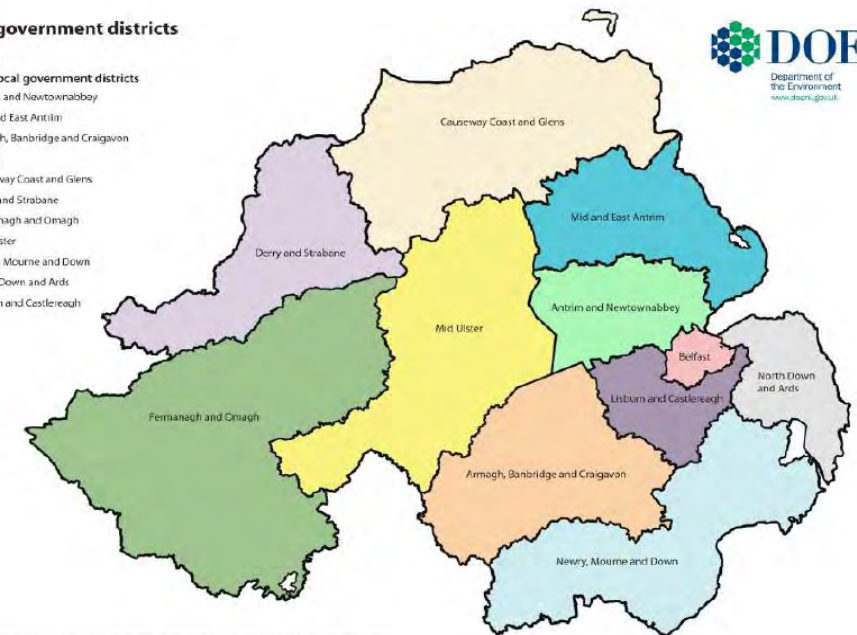 government districts
ocal government districts
and Newtownabbey
d East Antrim
h, Banbridge and Craigavon
way Coast and Glens
and Strabane
nagh and Omagh
ster
Mourne and Down
Down and Ards
n and Castlereagh
DOE
Department of
the Environment
www.doeni.gov.uk
Causeway Coast and Glens
Mid and East Antrim
Derry and Strabane
Antrim and Newtownabbey
Mid Ulster
Belfast
North Down
and Ards
Lisburn and Castlereagh
Fermanagh and Omagh
Armagh, Banbridge and Craigavon
Newry, Mourne and Down